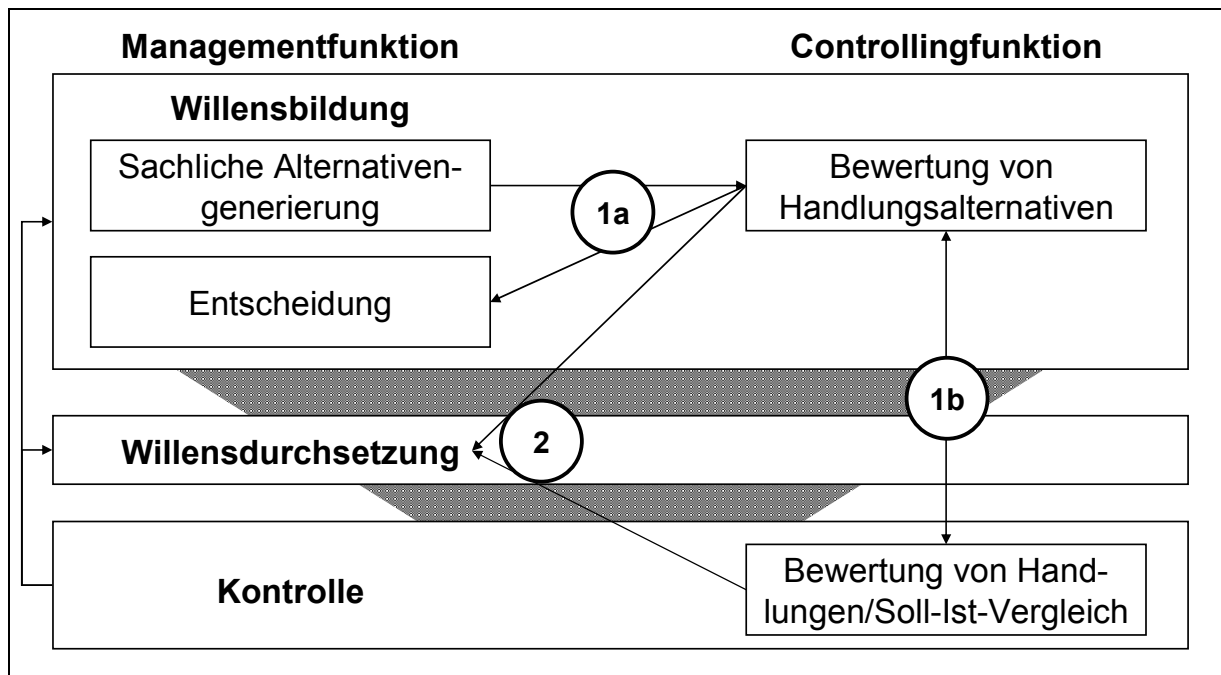 Managementfunktion
Controllingfunktion
Willensbildung
Sachliche Alternativen-
generierung
1a
Bewertung von
Handlungsalternativen
Entscheidung
1b
Willensdurchsetzung
2
Kontrolle
Bewertung von Hand-
lungen/Soll-Ist-Vergleich